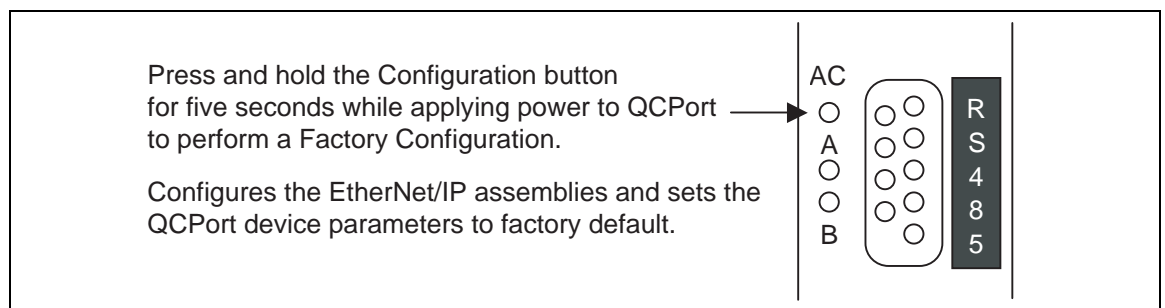 Press and hold the Configuration button
for five seconds while applying power to QCPort
to perform a Factory Configuration.
Configures the EtherNet/IP assemblies and sets the
QCPort device parameters to factory default.
AC
A
B
R
S
4
8
5